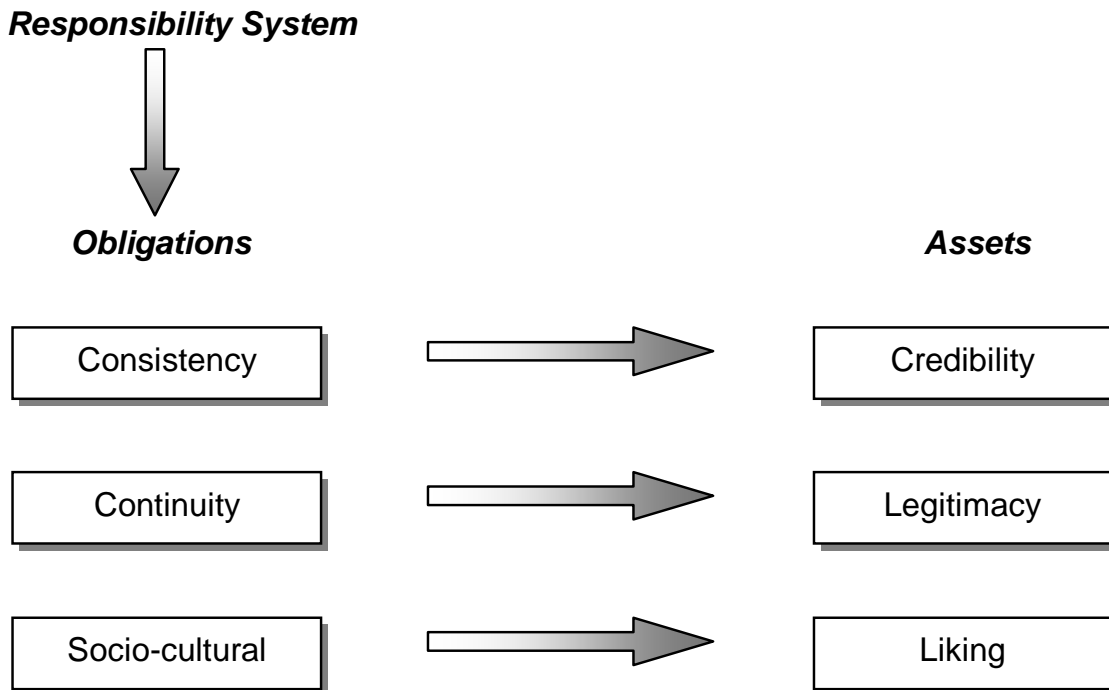 Responsibility System
Obligations
Assets
Consistency
Credibility
Continuity
Legitimacy
Socio-cultural
Liking